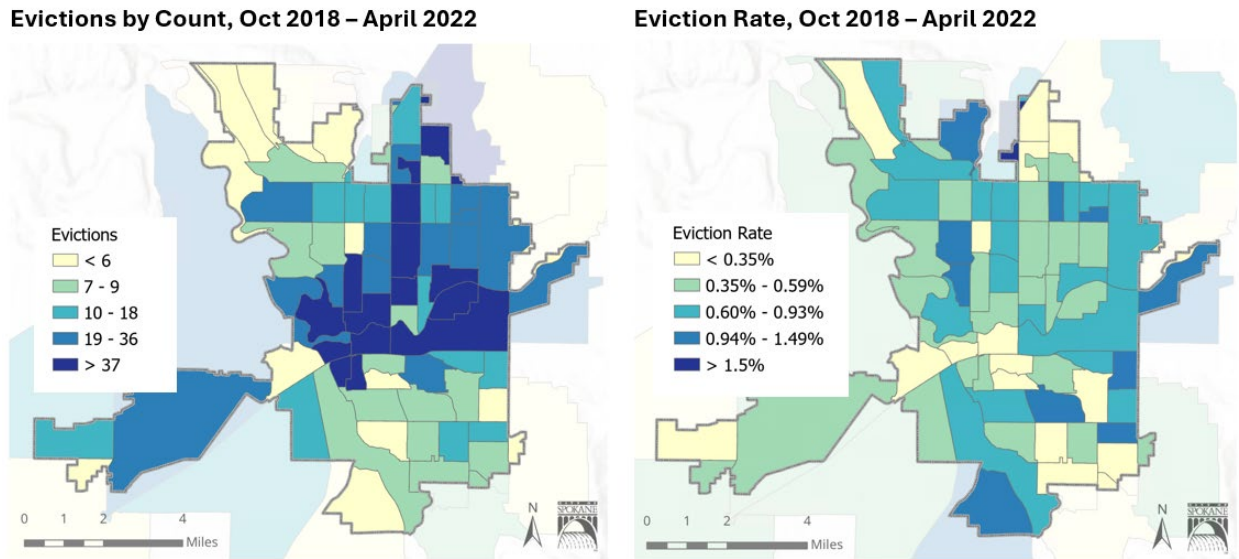 Evictions by Count, Oct 2018 – April 2022
Evictions
< 6
7 - 9
10 - 18
19 - 36
> 37
0 1 2 4
Miles
N
SPOKANE
Eviction Rate, Oct 2018 – April 2022
Eviction Rate
< 0.35%
0.35% - 0.59%
0.60% - 0.93%
0.94% - 1.49%
> 1.5%
0 1 2 4
Miles
N
SPOKANE